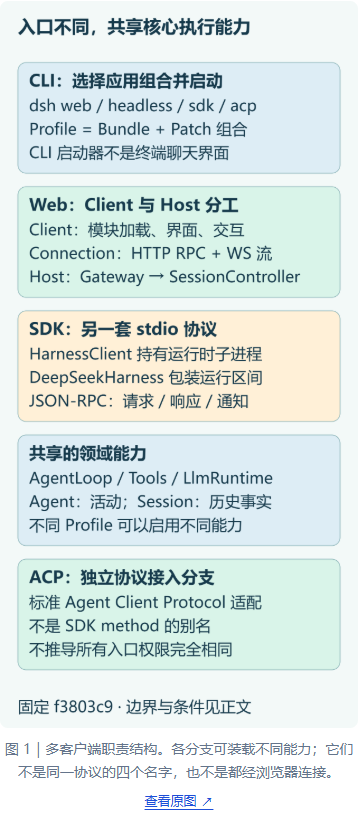 入口不同，共享核心执行能力
CLI：选择应用组合并启动
dsh web / headless / sdk / acp
Profile = Bundle + Patch 组合
CLI 启动器不是终端聊天界面
Web：Client 与 Host 分工
Client：模块加载、界面、交互
Connection：HTTP RPC + WS 流
Host：Gateway → SessionController
SDK：另一套 stdio 协议
HarnessClient 持有运行时子进程
DeepSeekHarness 包装运行区间
JSON-RPC：请求 / 响应 / 通知
共享的领域能力
AgentLoop / Tools / LlmRuntime
Agent：活动；Session：历史事实
不同 Profile 可以启用不同能力
ACP：独立协议接入分支
标准 Agent Client Protocol 适配
不是 SDK method 的别名
不推导所有入口权限完全相同
固定 f3803c9 · 边界与条件见正文
图 1｜多客户端职责结构。各分支可装载不同能力；它们
不是同一协议的四个名字，也不是都经浏览器连接。
查看原图 ↗